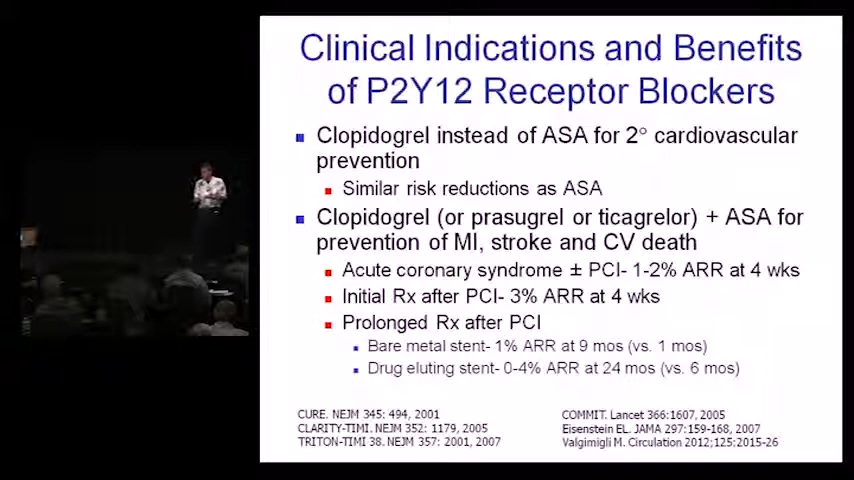 Clinical Indications and Benefits
of P2Y12 Receptor Blockers
Clopidogrel instead of ASA for 2° cardiovascular
prevention
Similar risk reductions as ASA
Clopidogrel (or prasugrel or ticagrelor) + ASA for
prevention of MI, stroke and CV death
Acute coronary syndrome ± PCI- 1-2% ARR at 4 wks
Initial Rx after PCI- 3% ARR at 4 wks
Prolonged Rx after PCI
Bare metal stent- 1% ARR at 9 mos (vs. 1 mos)
Drug eluting stent- 0-4% ARR at 24 mos (vs. 6 mos)
CURE. NEJM 345: 494, 2001
CLARITY-TIMI. NEJM 352: 1179, 2005
TRITON-TIMI 38. NEJM 357: 2001, 2007
COMMIT. Lancet 366:1607, 2005
Eisenstein EL. JAMA 297:159-168, 2007
Valgimigli M. Circulation 2012;125:2015-26